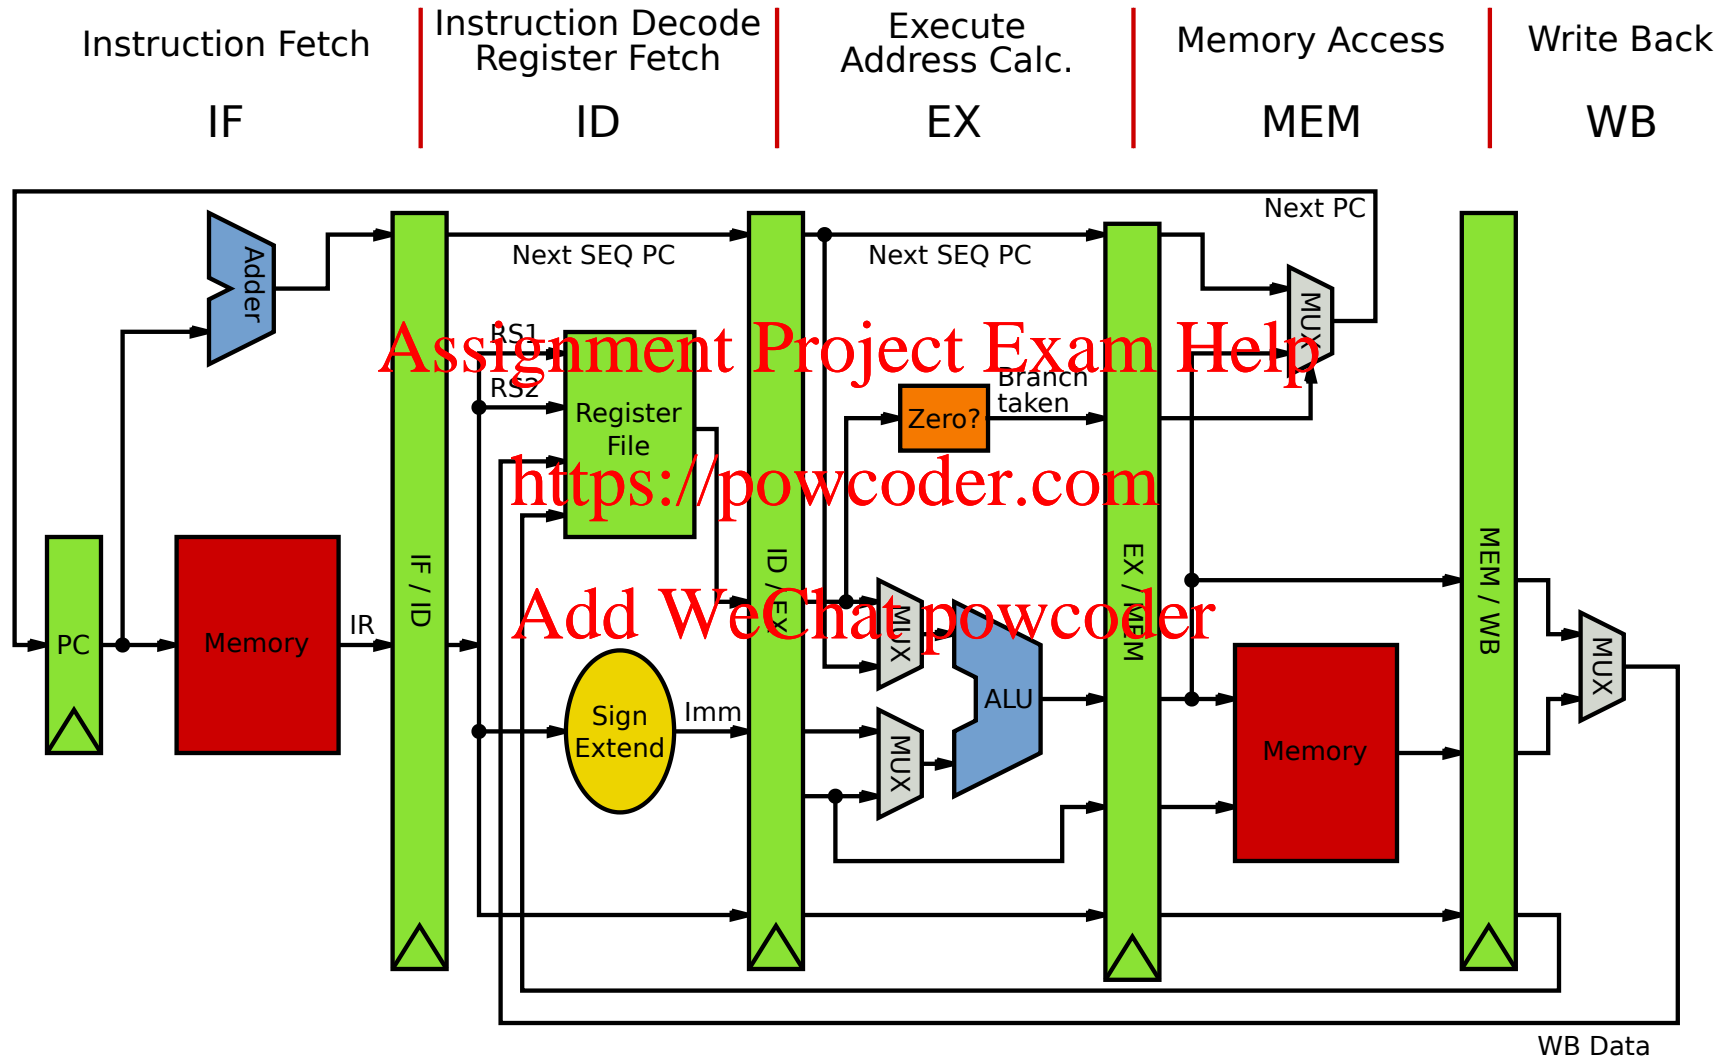 Instruction Fetch
Instruction Decode
Register Fetch
Execute
Address Calc.
Memory Access
Write Back
IF
ID
EX
MEM
WB
Next PC
Adder
Next SEQ PC
Next SEQ PC
MUX
RS1
Assignment Project Exam Help
RS2
Branch
taken
Register
File
Zero?
https://powcoder.com
IF / ID
ID / EX
EX / MEM
MEM / WB
Add WeChat powcoder
PC
Memory
IR
MUX
MUX
Sign
Extend
Imm
ALU
MUX
Memory
WB Data